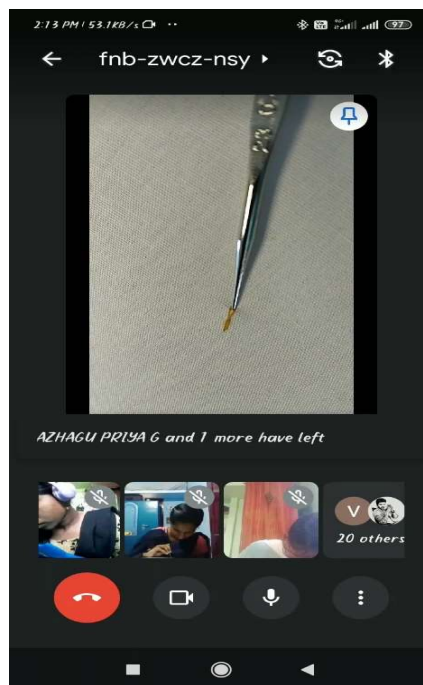 2:13 PM | 53.1KB/s
97
fnb-zwcz-nsy
AZHAGU PRIYA G and 1 more have left
V
20 others